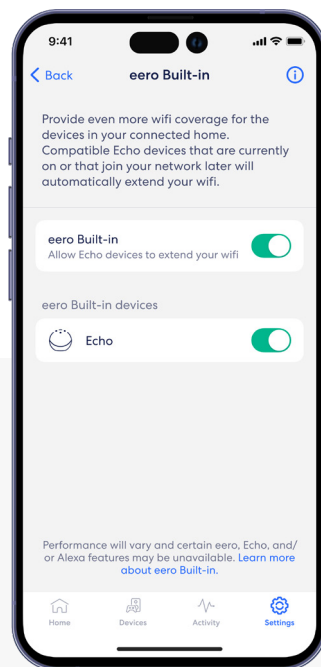 9:41
Back
eero Built-in
Provide even more wifi coverage for the
devices in your connected home.
Compatible Echo devices that are currently
on or that join your network later will
automatically extend your wifi.
eero Built-in
Allow Echo devices to extend your wifi
eero Built-in devices
Echo
Performance will vary and certain eero, Echo, and/
or Alexa features may be unavailable. Learn more
about eero Built-in.
Home Devices Activity Settings